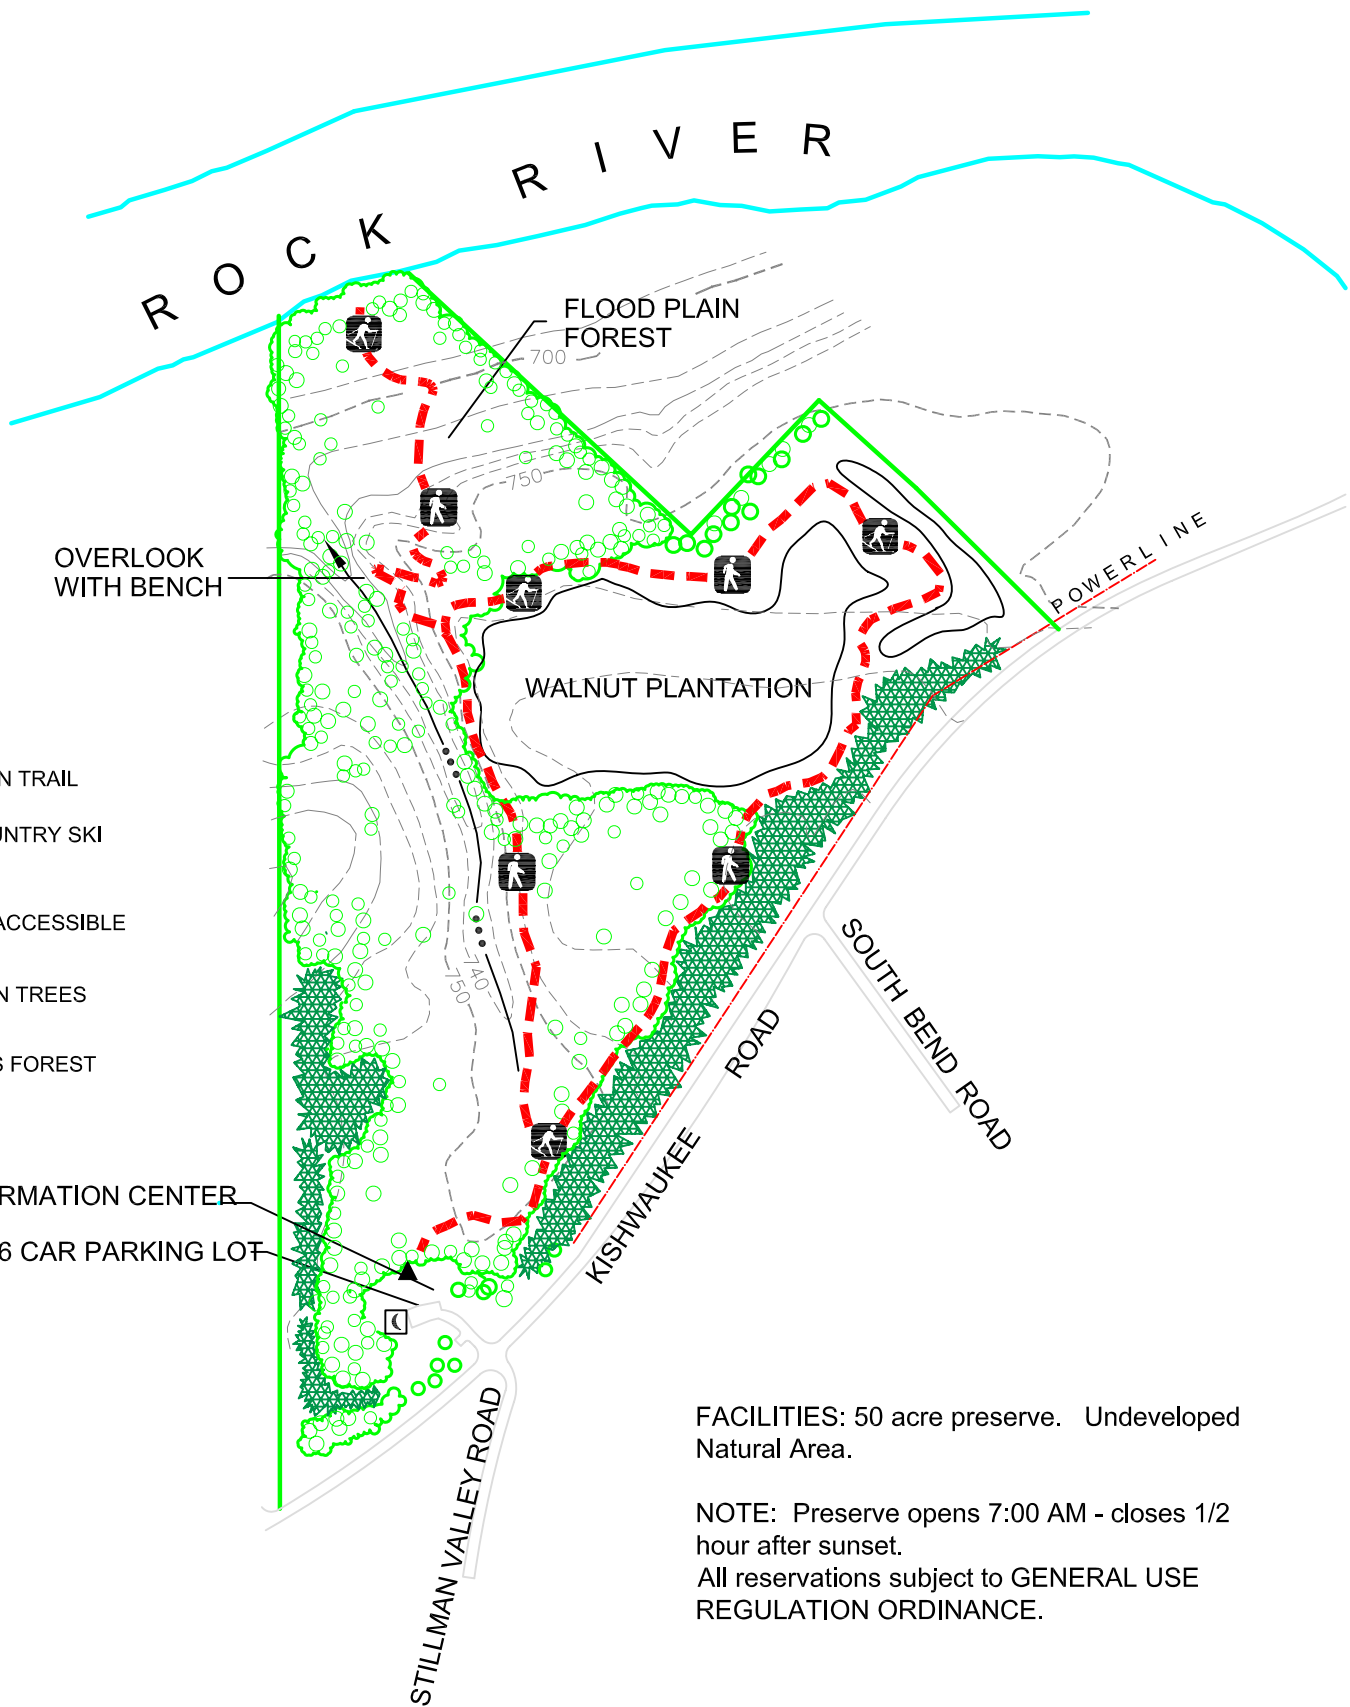 ROCK RIVER
FLOOD PLAIN
FOREST
700
750
OVERLOOK
WITH BENCH
POWERLINE
WALNUT PLANTATION
N TRAIL
UNTRY SKI
ACCESSIBLE
N TREES
S FOREST
740
750
SOUTH BEND ROAD
KISHWAUKEE ROAD
RMATION CENTER
6 CAR PARKING LOT
STILLMAN VALLEY ROAD
FACILITIES: 50 acre preserve. Undeveloped
Natural Area.
NOTE: Preserve opens 7:00 AM - closes 1/2
hour after sunset.
All reservations subject to GENERAL USE
REGULATION ORDINANCE.